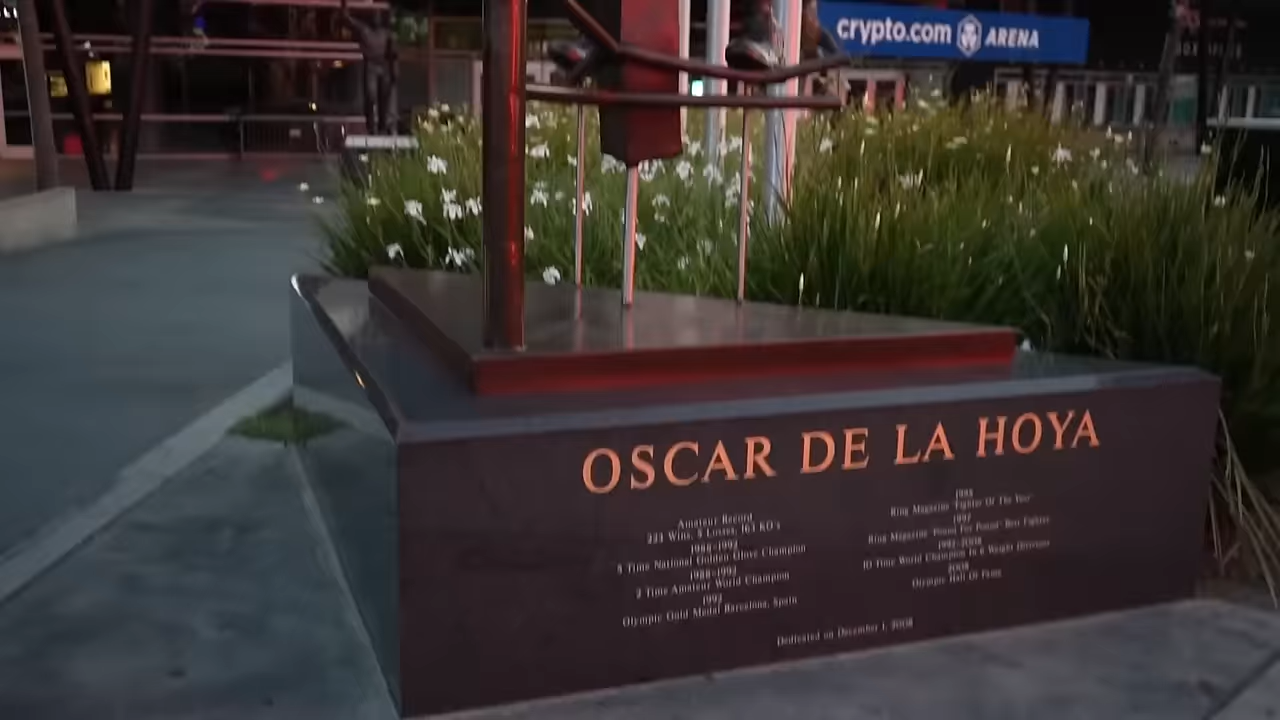 crypto.com ARENA
OSCAR DE LA HOYA
Amateur Record
223 Wins, 5 Losses, 163 KO's
1988-1992
5 Time National Golden Glove Champion
1988-1992
2 Time Amateur World Champion
1992
Olympic Gold Medal Barcelona, Spain
1995
Ring Magazine "Fighter Of The Year"
1997
Ring Magazine "Pound For Pound" Best Fighter
1992-2008
10 Time World Champion In 6 Weight Divisions
2008
Olympic Hall Of Fame
Dedicated on December 1, 2008